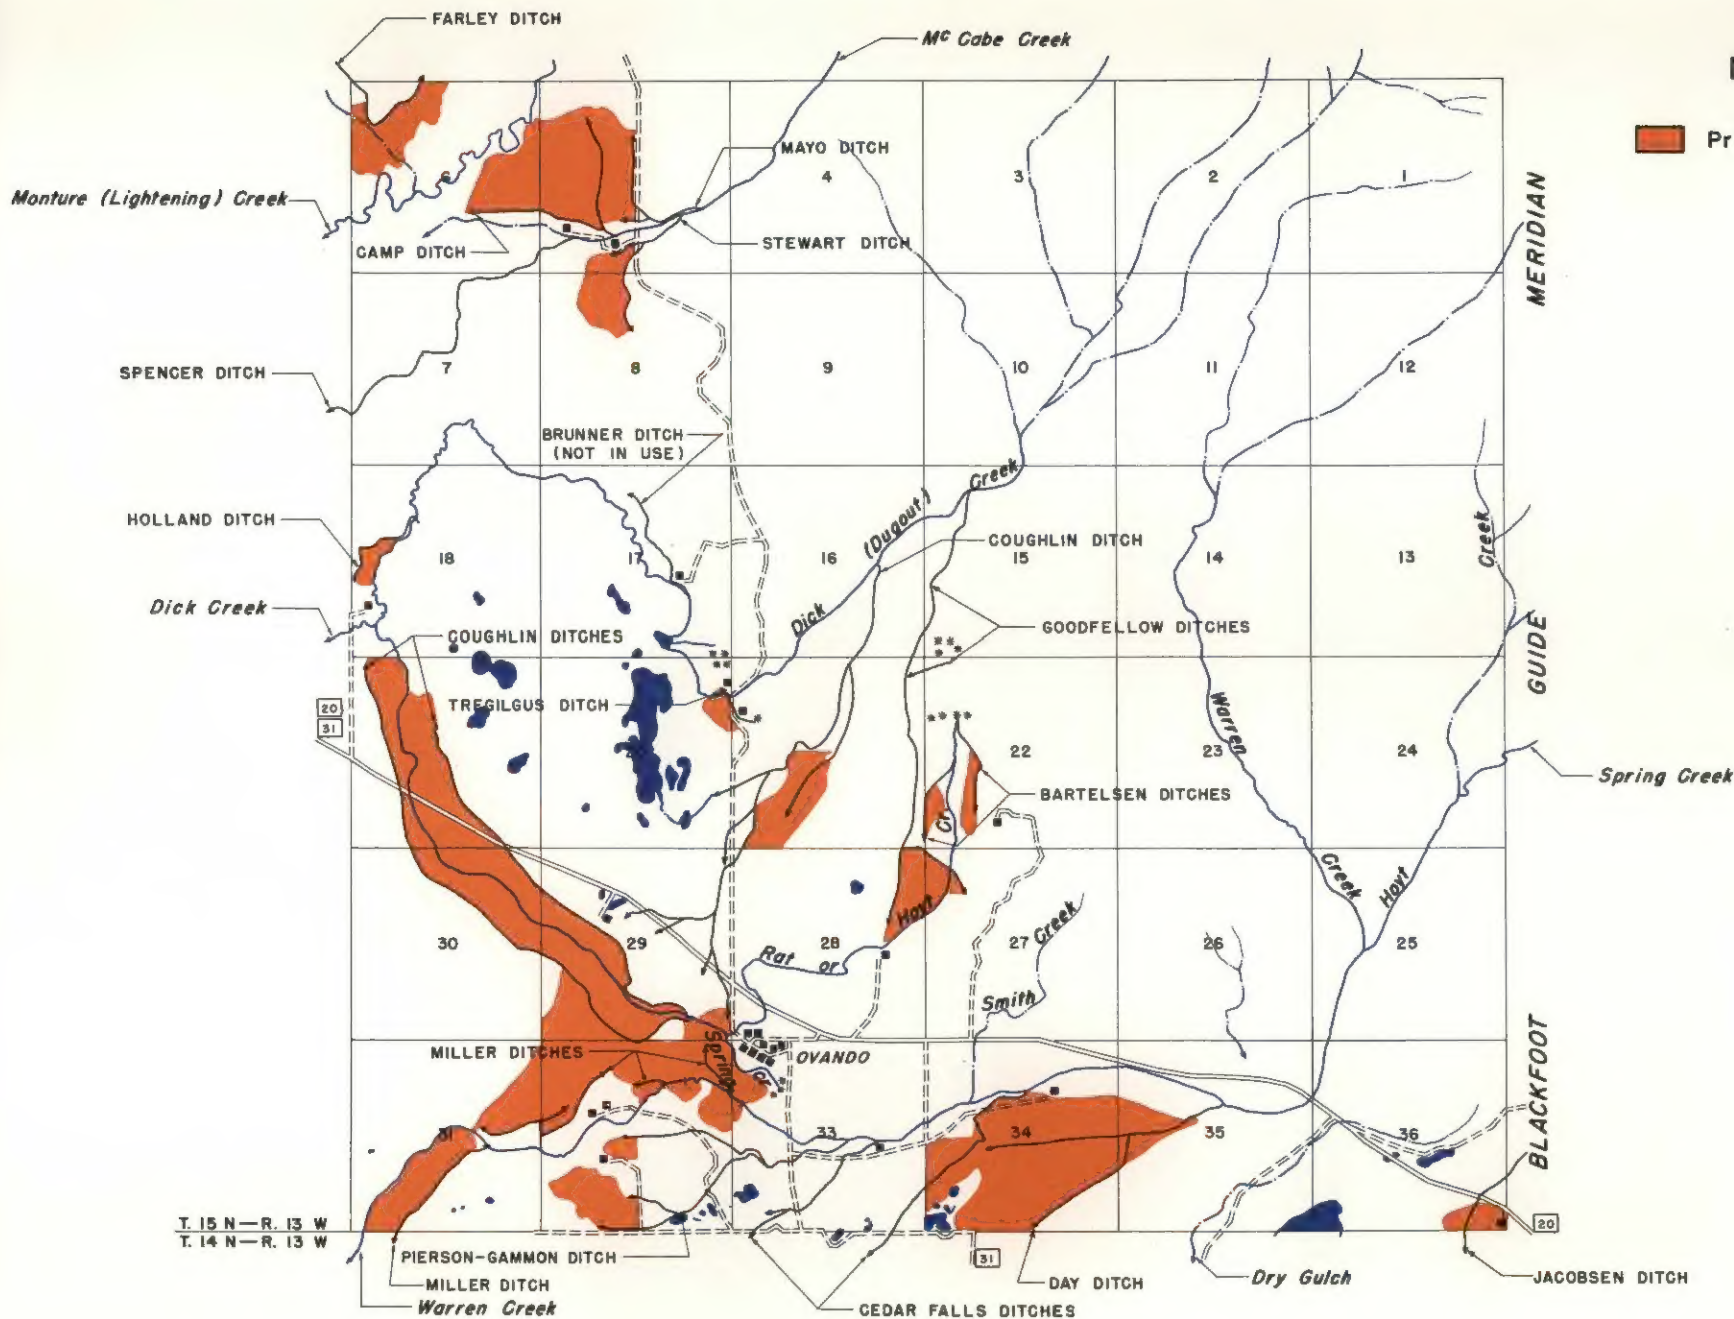 FARLEY DITCH
Mc Cabe Creek
Pr
MAYO DITCH
6
4
3
2
1
Monture (Lightening) Creek
STEWART DITCH
CAMP DITCH
MERIDIAN
SPENCER DITCH
7
8
9
10
11
12
BRUNNER DITCH
(NOT IN USE)
Creek
(Dugout)
Dick
HOLLAND DITCH
COUGHLIN DITCH
18
17
16
15
14
13
Creek
Dick Creek
COUGHLIN DITCHES
GOODFELLOW DITCHES
GUIDE
TREGILGUS DITCH
20
31
22
23
24
Warren
Creek
Spring Creek
BARTELSEN DITCHES
Cr
Hoyt
Hoyt
30
29
28
27
26
25
Rat or
Smith
Creek
MILLER DITCHES
Spring
or
OVANDO
BLACKFOOT
31
33
34
35
36
T. 15 N—R. 13 W
T. 14 N—R. 13 W
20
31
PIERSON-GAMMON DITCH
MILLER DITCH
Warren Creek
CEDAR FALLS DITCHES
DAY DITCH
Dry Gulch
JACOBSEN DITCH